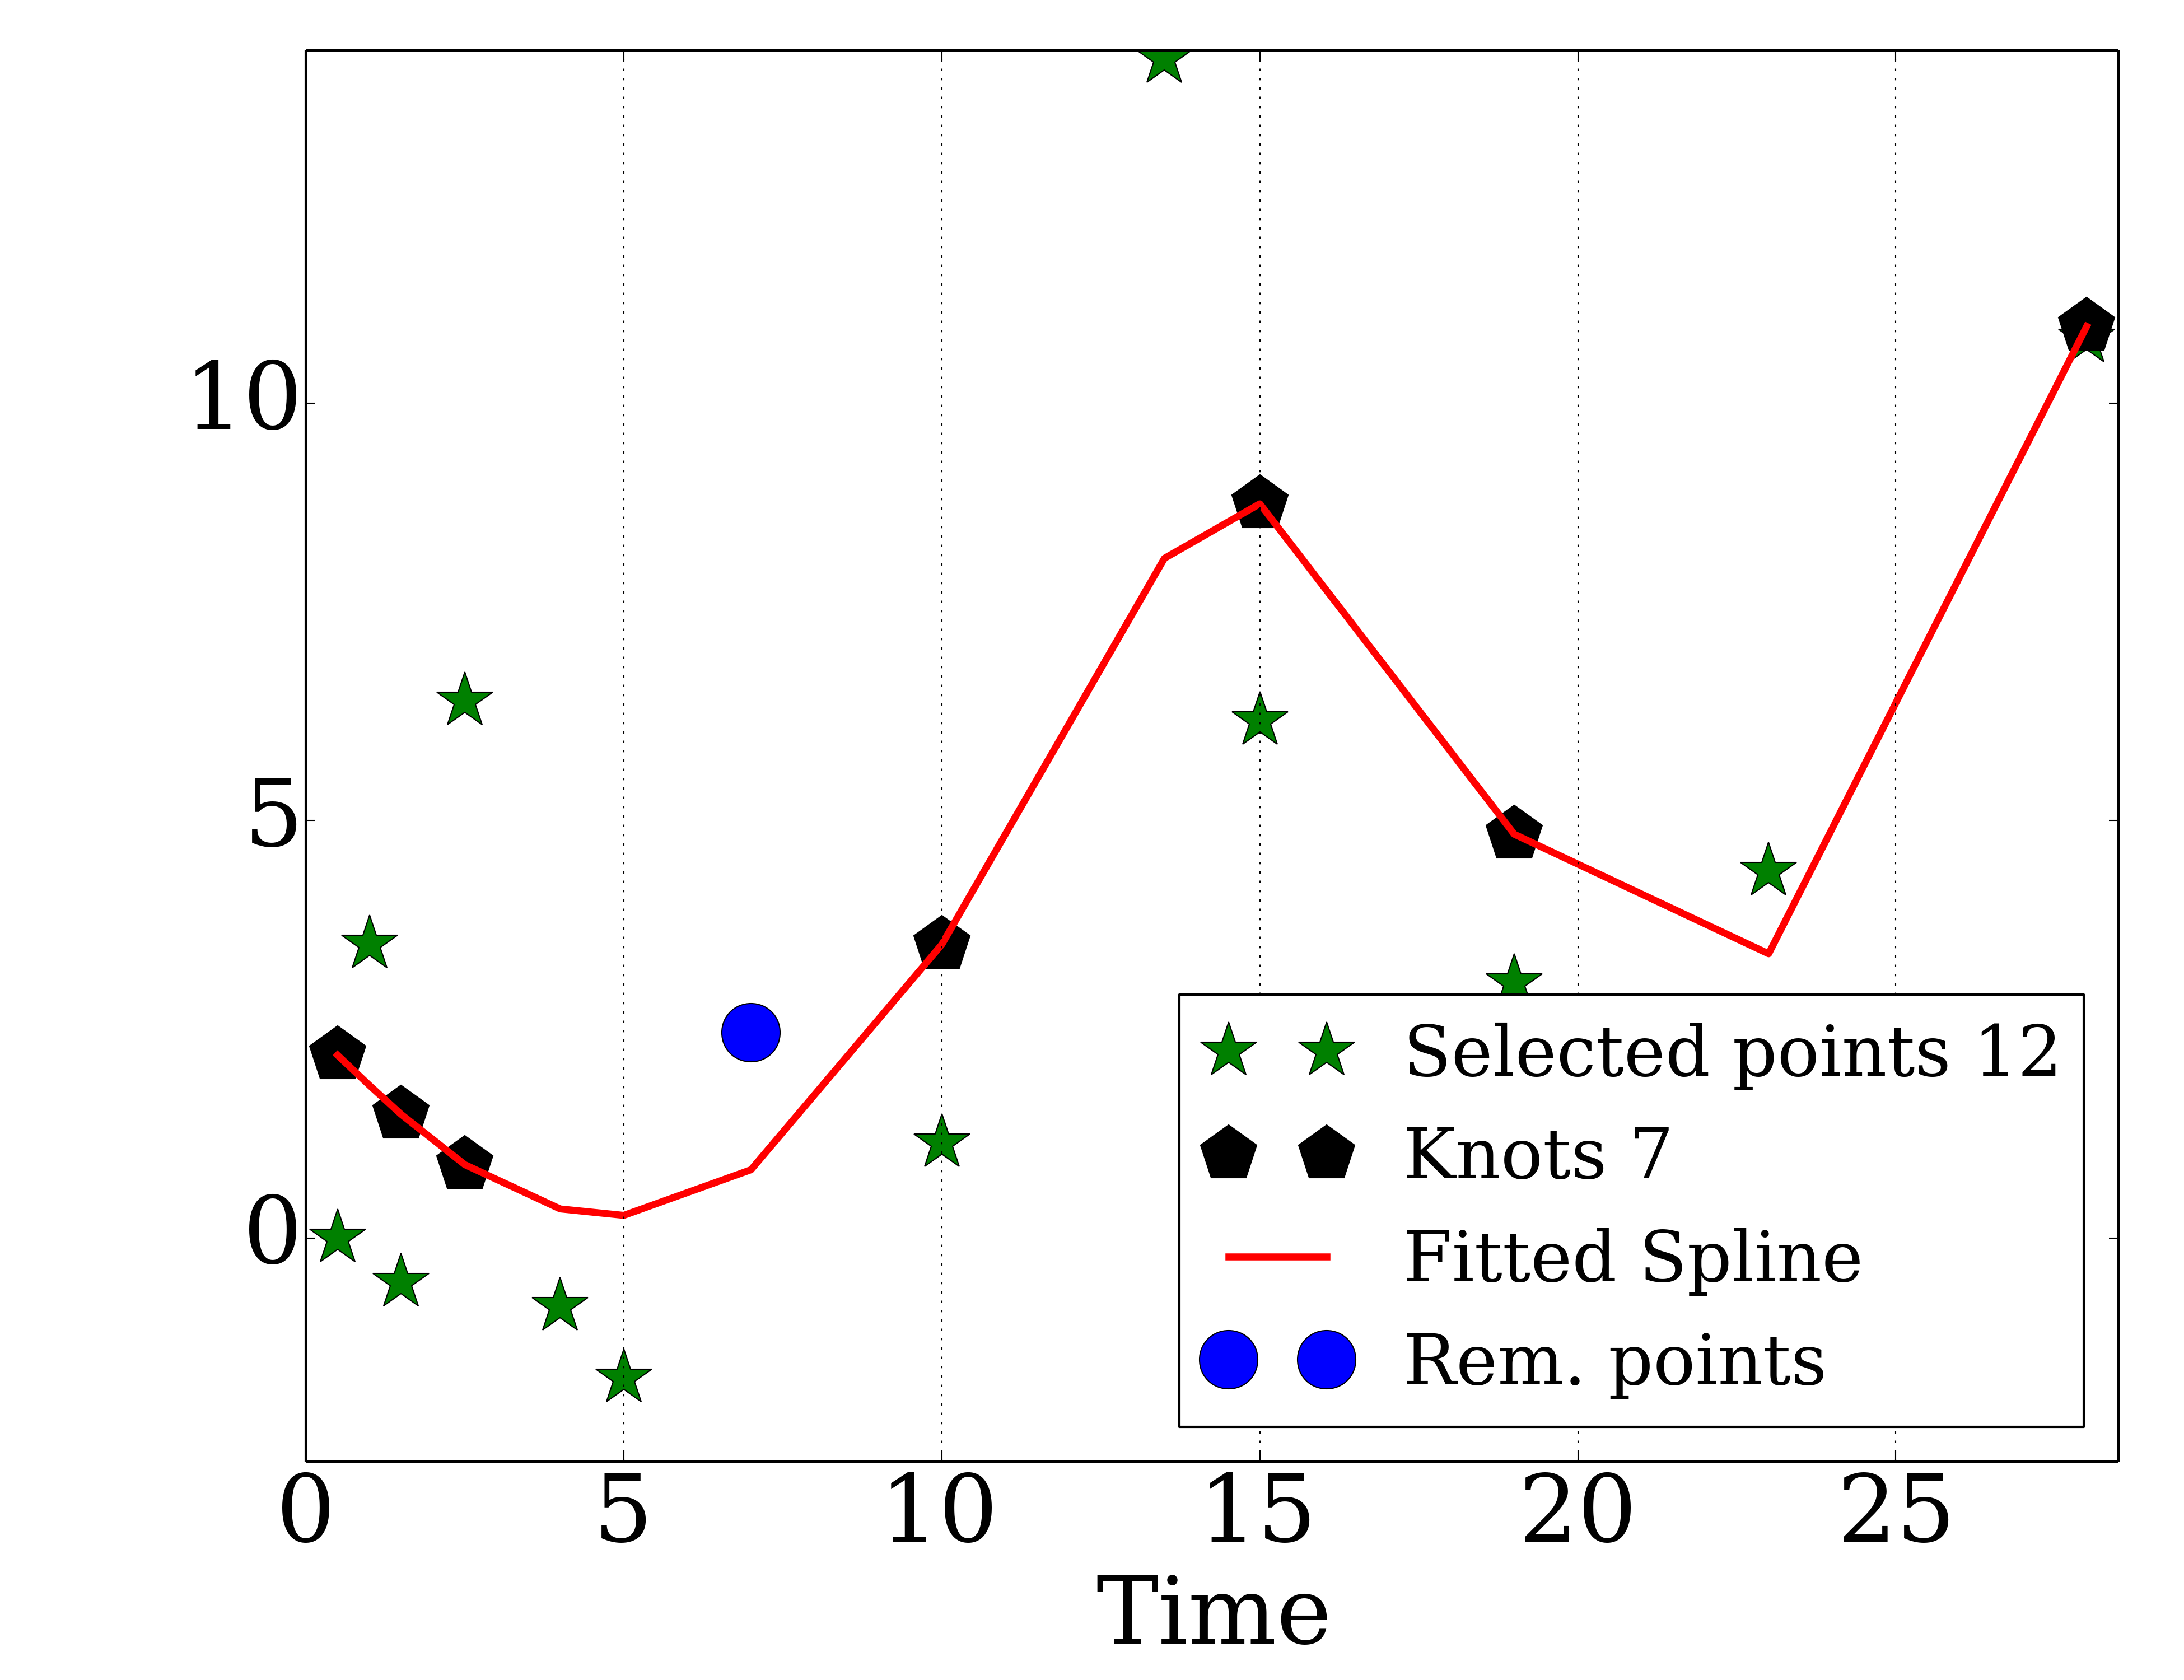 10
5
0
Selected points 12
Knots 7
Fitted Spline
Rem. points
0 5 10 15 20 25
Time